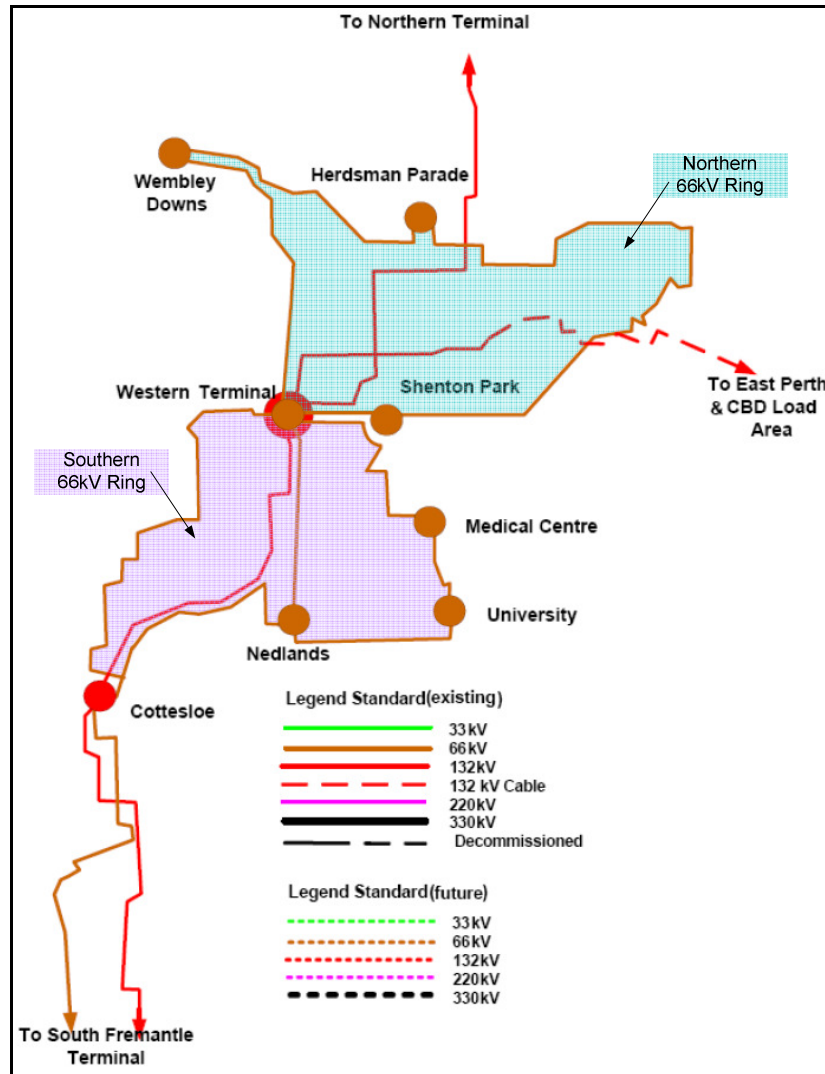 To Northern Terminal
Northern
66kV Ring
Herdsman Parade
Wembley
Downs
Western Terminal
Shenton Park
To East Perth
& CBD Load
Area
Southern
66kV Ring
Medical Centre
University
Nedlands
Cottesloe
Legend Standard(existing)
33kV
66kV
132kV
132 kV Cable
220kV
330kV
Decommissioned
Legend Standard(future)
33kV
66kV
132kV
220kV
330kV
To South Fremantle
Terminal